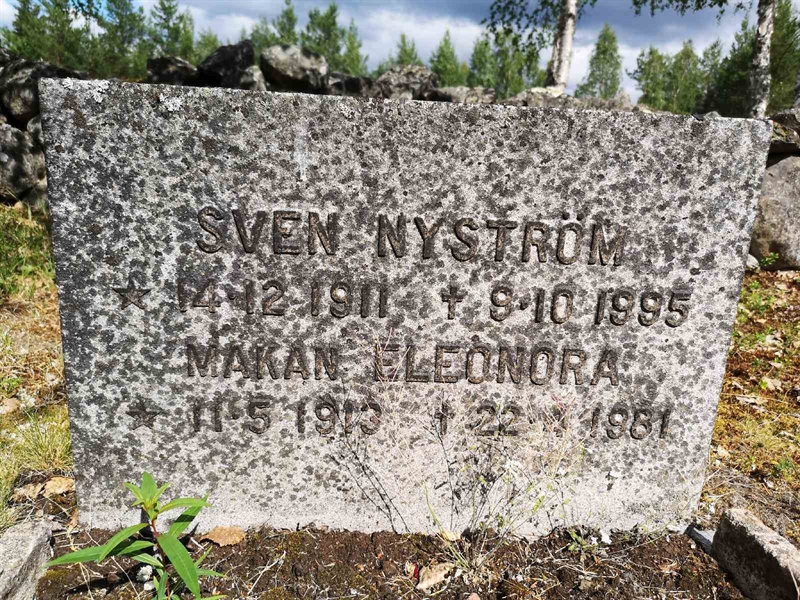 SVEN NYSTRÖM
★ 14·12·1911 ✝ 9·10 1995
MAKAN ELEONORA
★ 11·5 1913 ✝ 22· 1981